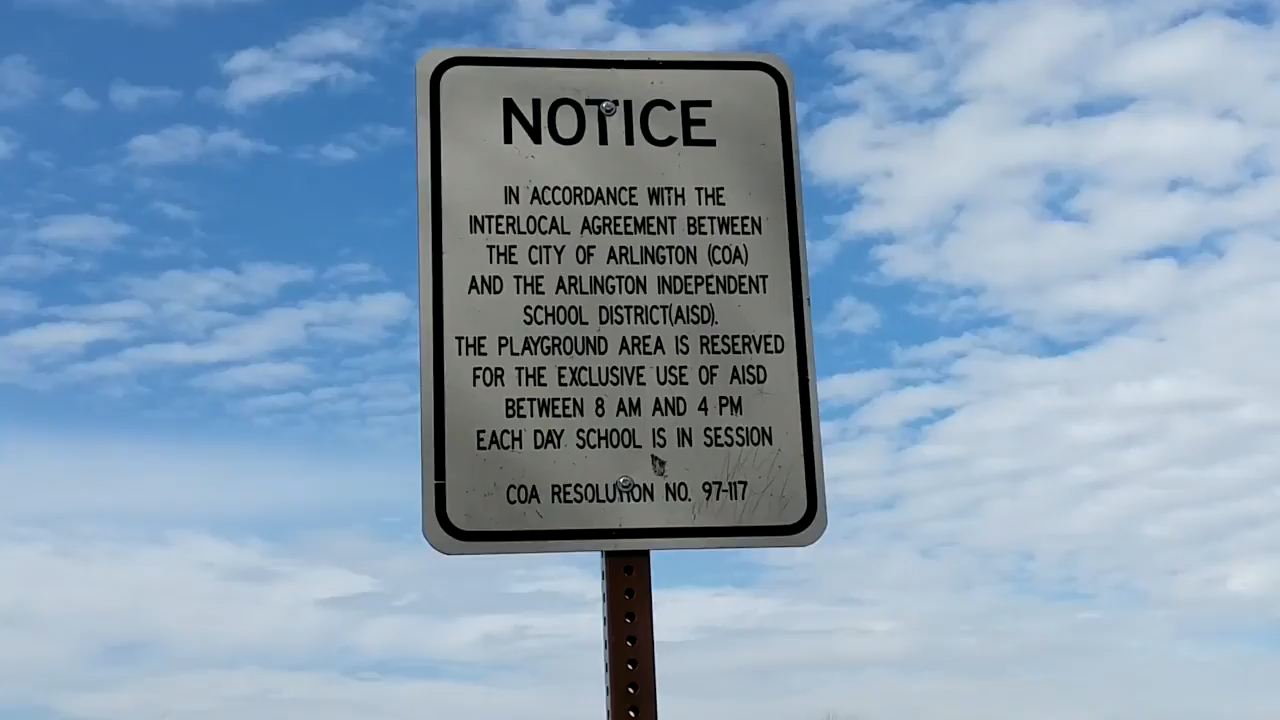 NOTICE
IN ACCORDANCE WITH THE
INTERLOCAL AGREEMENT BETWEEN
THE CITY OF ARLINGTON (COA)
AND THE ARLINGTON INDEPENDENT
SCHOOL DISTRICT(AISD).
THE PLAYGROUND AREA IS RESERVED
FOR THE EXCLUSIVE USE OF AISD
BETWEEN 8 AM AND 4 PM
EACH DAY SCHOOL IS IN SESSION
COA RESOLUTION NO. 97-117